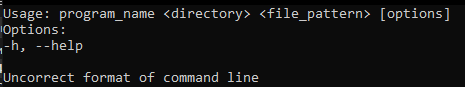 Usage: program_name <directory> <file_pattern> [options]
Options:
-h, --help
Uncorrect format of command line